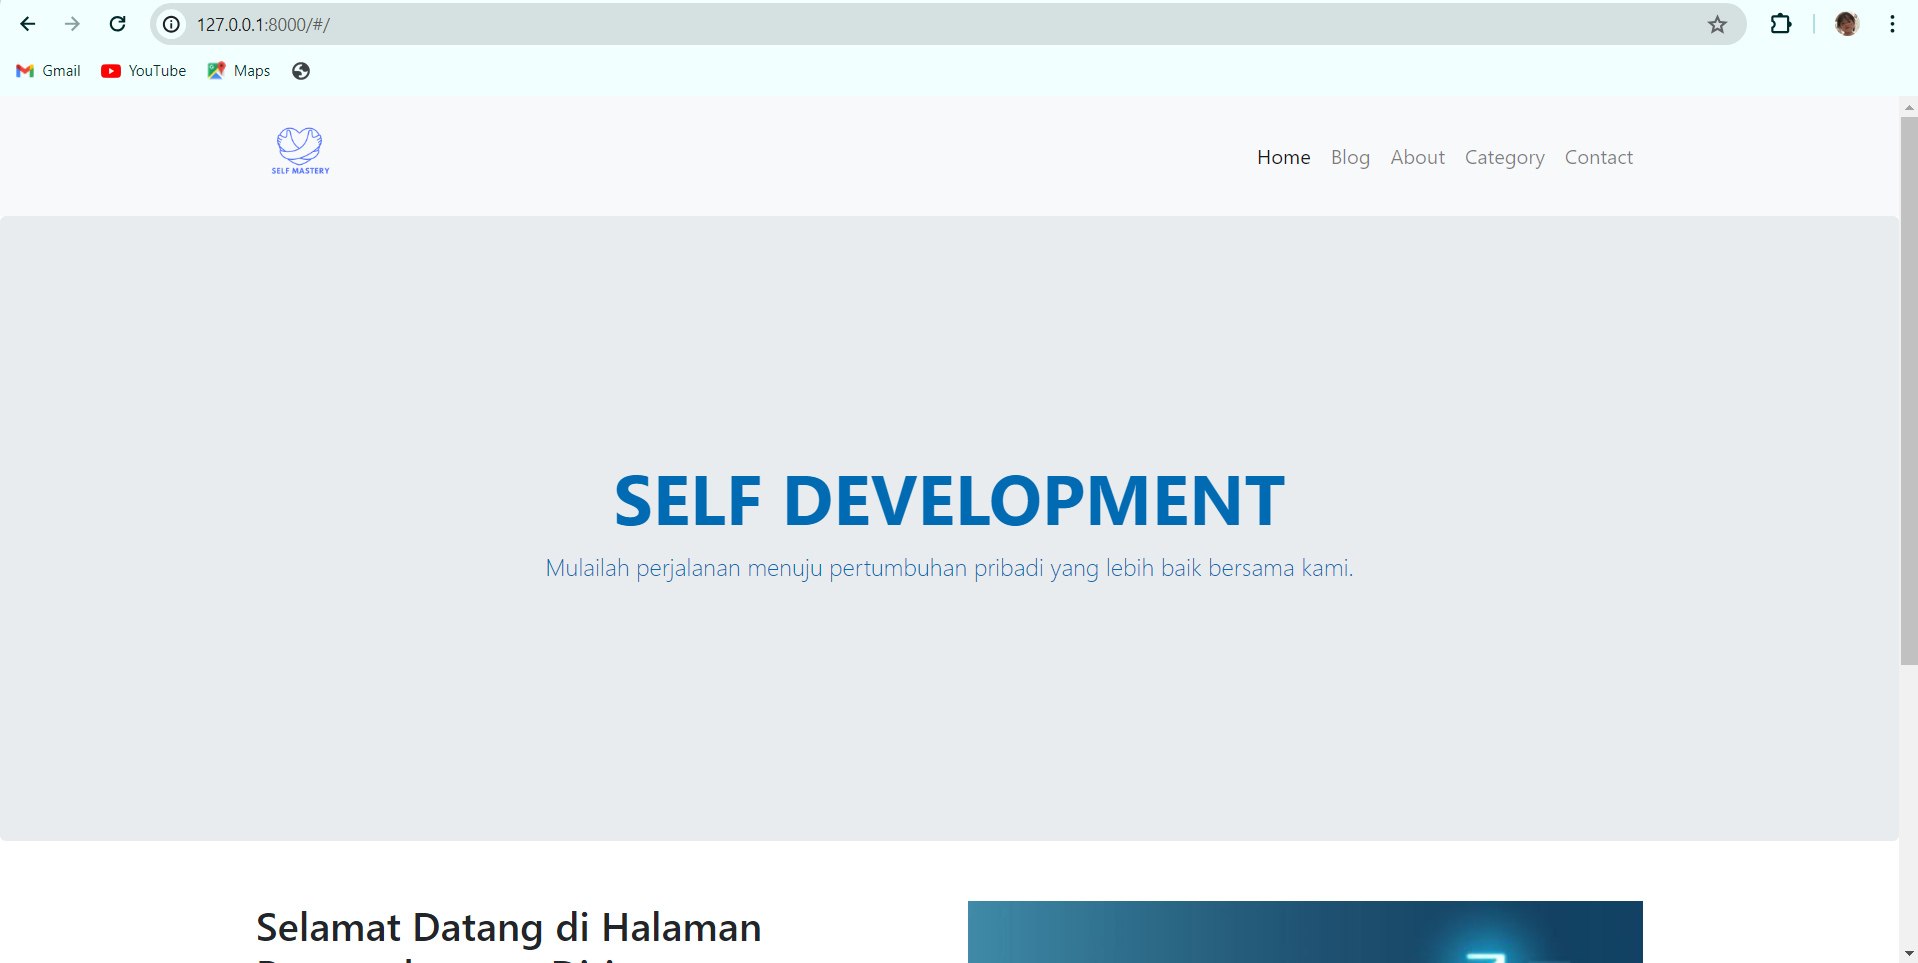 127.0.0.1:8000/#/
Gmail YouTube Maps
SELF MASTERY
Home Blog About Category Contact
SELF DEVELOPMENT
Mulailah perjalanan menuju pertumbuhan pribadi yang lebih baik bersama kami.
Selamat Datang di Halaman